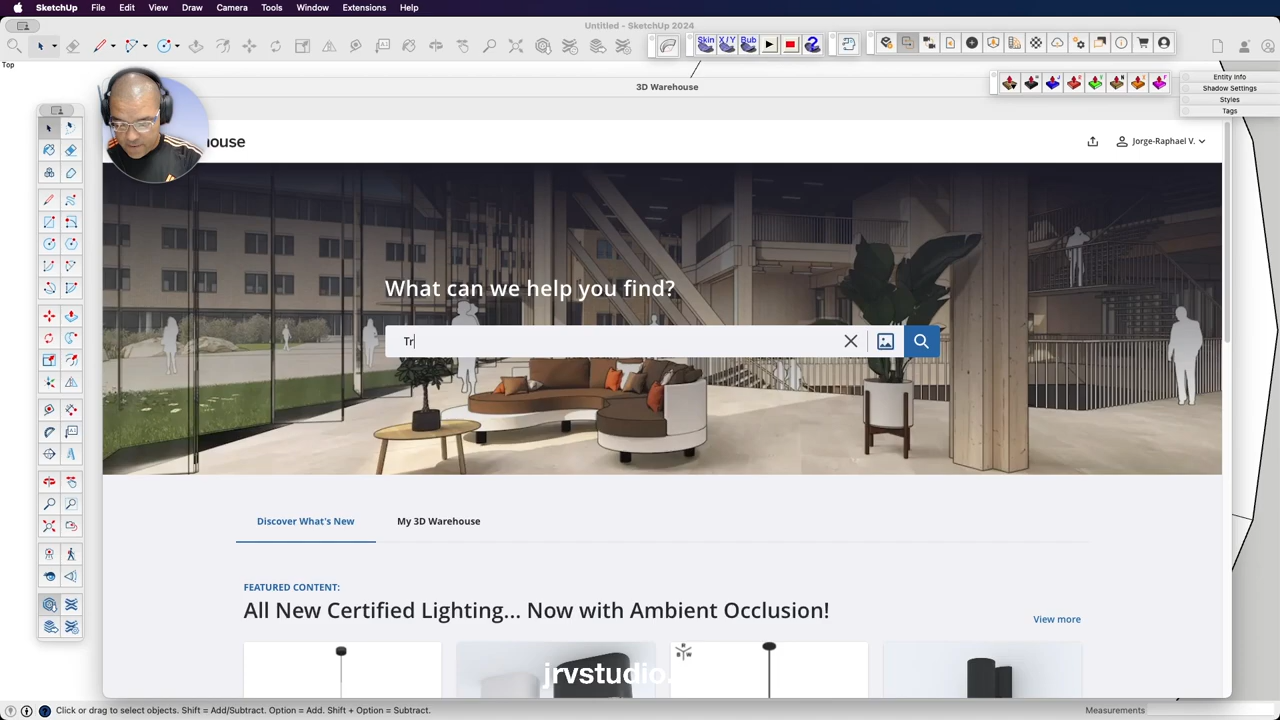 SketchUp File Edit View Draw Camera Tools Window Extensions Help
Untitled - SketchUp 2024
Skin X/Y Bub
Top
3D Warehouse
Entity Info
Shadow Settings
Styles
Tags
house
Jorge-Raphael V.
What can we help you find?
Tr
Discover What's New My 3D Warehouse
FEATURED CONTENT:
All New Certified Lighting... Now with Ambient Occlusion!
View more
jrvstudio.
Click or drag to select objects. Shift = Add/Subtract. Option = Add. Shift + Option = Subtract.
Measurements